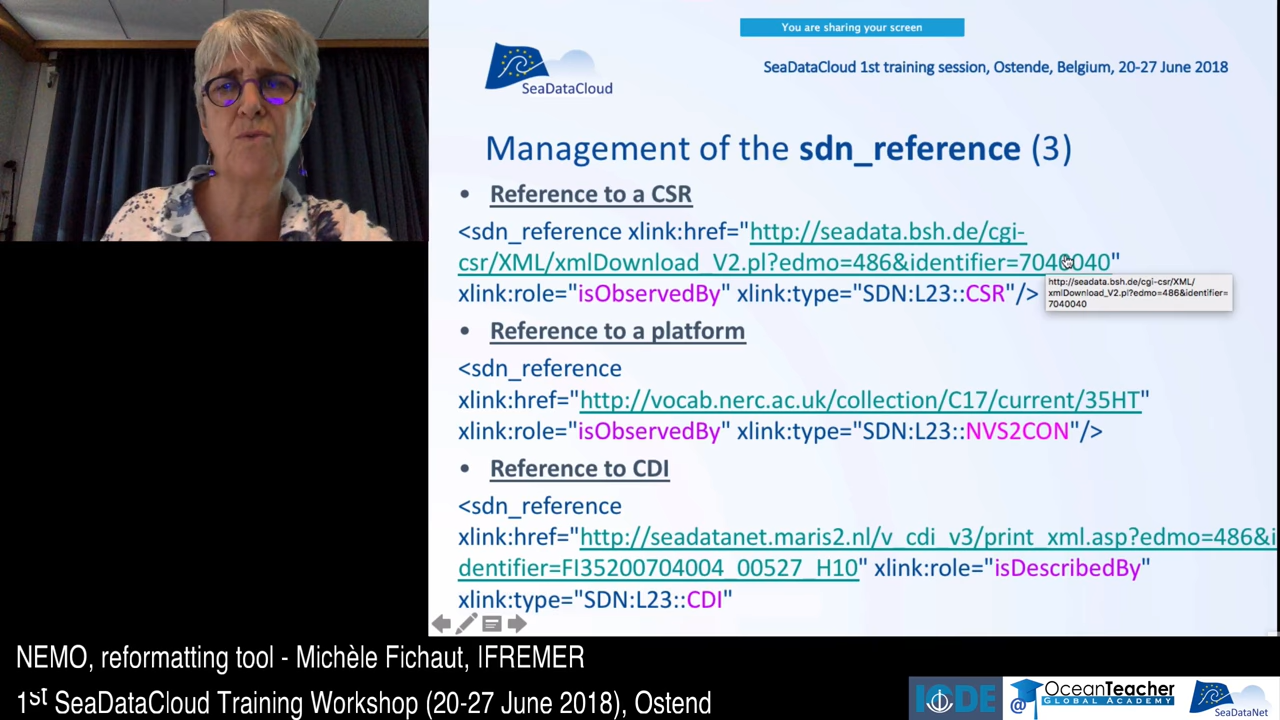 You are sharing your screen
SeaDataCloud
SeaDataCloud 1st training session, Ostende, Belgium, 20-27 June 2018
Management of the sdn_reference (3)
• Reference to a CSR
<sdn_reference xlink:href="http://seadata.bsh.de/cgi-
csr/XML/xmlDownload_V2.pl?edmo=486&identifier=7040040"
xlink:role="isObservedBy" xlink:type="SDN:L23::CSR"/>
http://seadata.bsh.de/cgi-csr/XML/
xmlDownload_V2.pl?edmo=486&identifier=
7040040
• Reference to a platform
<sdn_reference
xlink:href="http://vocab.nerc.ac.uk/collection/C17/current/35HT"
xlink:role="isObservedBy" xlink:type="SDN:L23::NVS2CON"/>
• Reference to CDI
<sdn_reference
xlink:href="http://seadatanet.maris2.nl/v_cdi_v3/print_xml.asp?edmo=486&i
dentifier=FI35200704004_00527_H10" xlink:role="isDescribedBy"
xlink:type="SDN:L23::CDI"
NEMO, reformatting tool - Michèle Fichaut, IFREMER
1st SeaDataCloud Training Workshop (20-27 June 2018), Ostend
IODE
@ OceanTeacher
GLOBAL ACADEMY
SeaDataNet